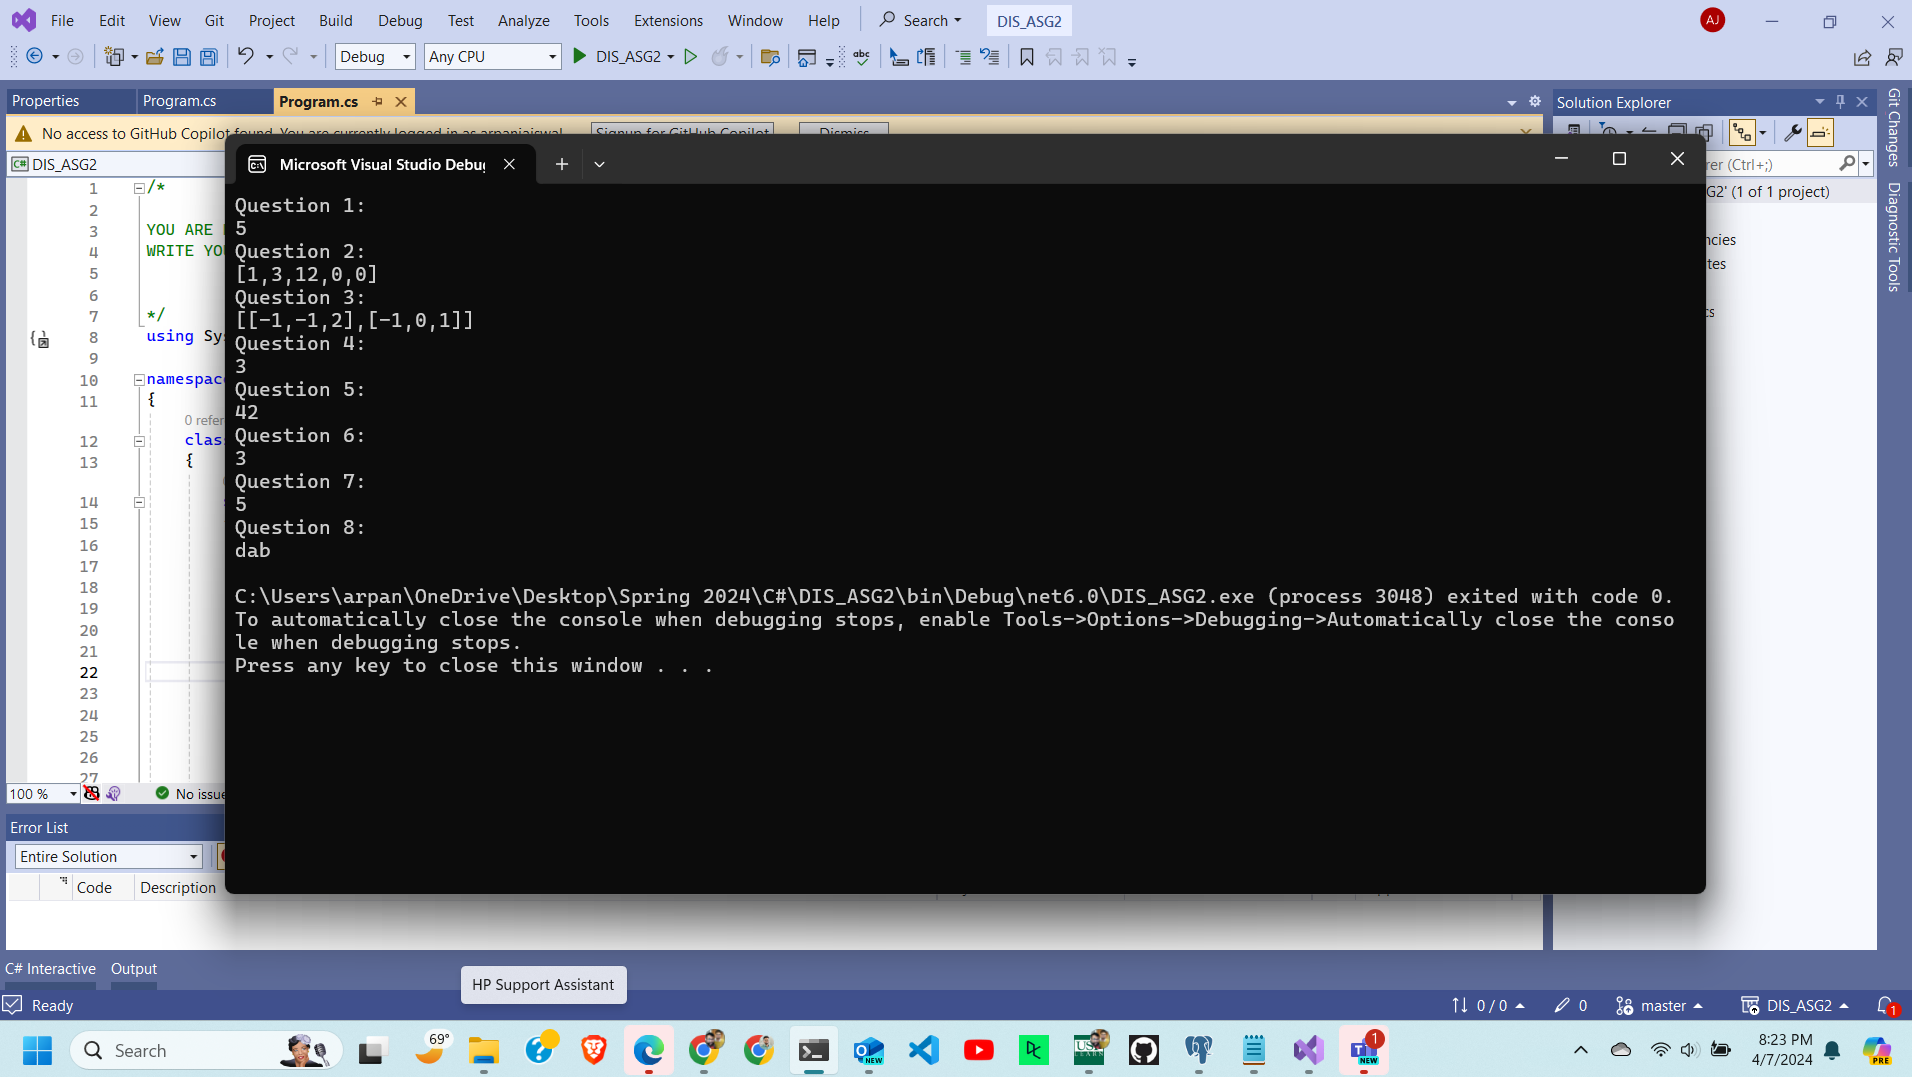 File Edit View Git Project Build Debug Test Analyze Tools Extensions Window Help Search DIS_ASG2 AJ
Debug Any CPU DIS_ASG2
Properties Program.cs Program.cs Solution Explorer
No access to GitHub Copilot found. You are currently logged in as arpanjaiswal Signup for GitHub Copilot Dismiss
DIS_ASG2
Microsoft Visual Studio Debug
rer (Ctrl+;)
G2' (1 of 1 project)
ncies
tes
cs
Git Changes
Diagnostic Tools
1 /*
2
3 YOU ARE
4 WRITE YOU
5
6
7 */
8 using Sys
9
10 namespace
11 {
0 refer
12 class
13 {
14
15
16
17
18
19
20
21
22
23
24
25
26
27
Question 1:
5
Question 2:
[1,3,12,0,0]
Question 3:
[[-1,-1,2],[-1,0,1]]
Question 4:
3
Question 5:
42
Question 6:
3
Question 7:
5
Question 8:
dab
C:\Users\arpan\OneDrive\Desktop\Spring 2024\C#\DIS_ASG2\bin\Debug\net6.0\DIS_ASG2.exe (process 3048) exited with code 0.
To automatically close the console when debugging stops, enable Tools->Options->Debugging->Automatically close the conso
le when debugging stops.
Press any key to close this window . . .
100 % No issue
Error List
Entire Solution
Code Description
C# Interactive Output
HP Support Assistant
Ready 0 / 0 0 master DIS_ASG2 1
Search 69° 8:23 PM
4/7/2024